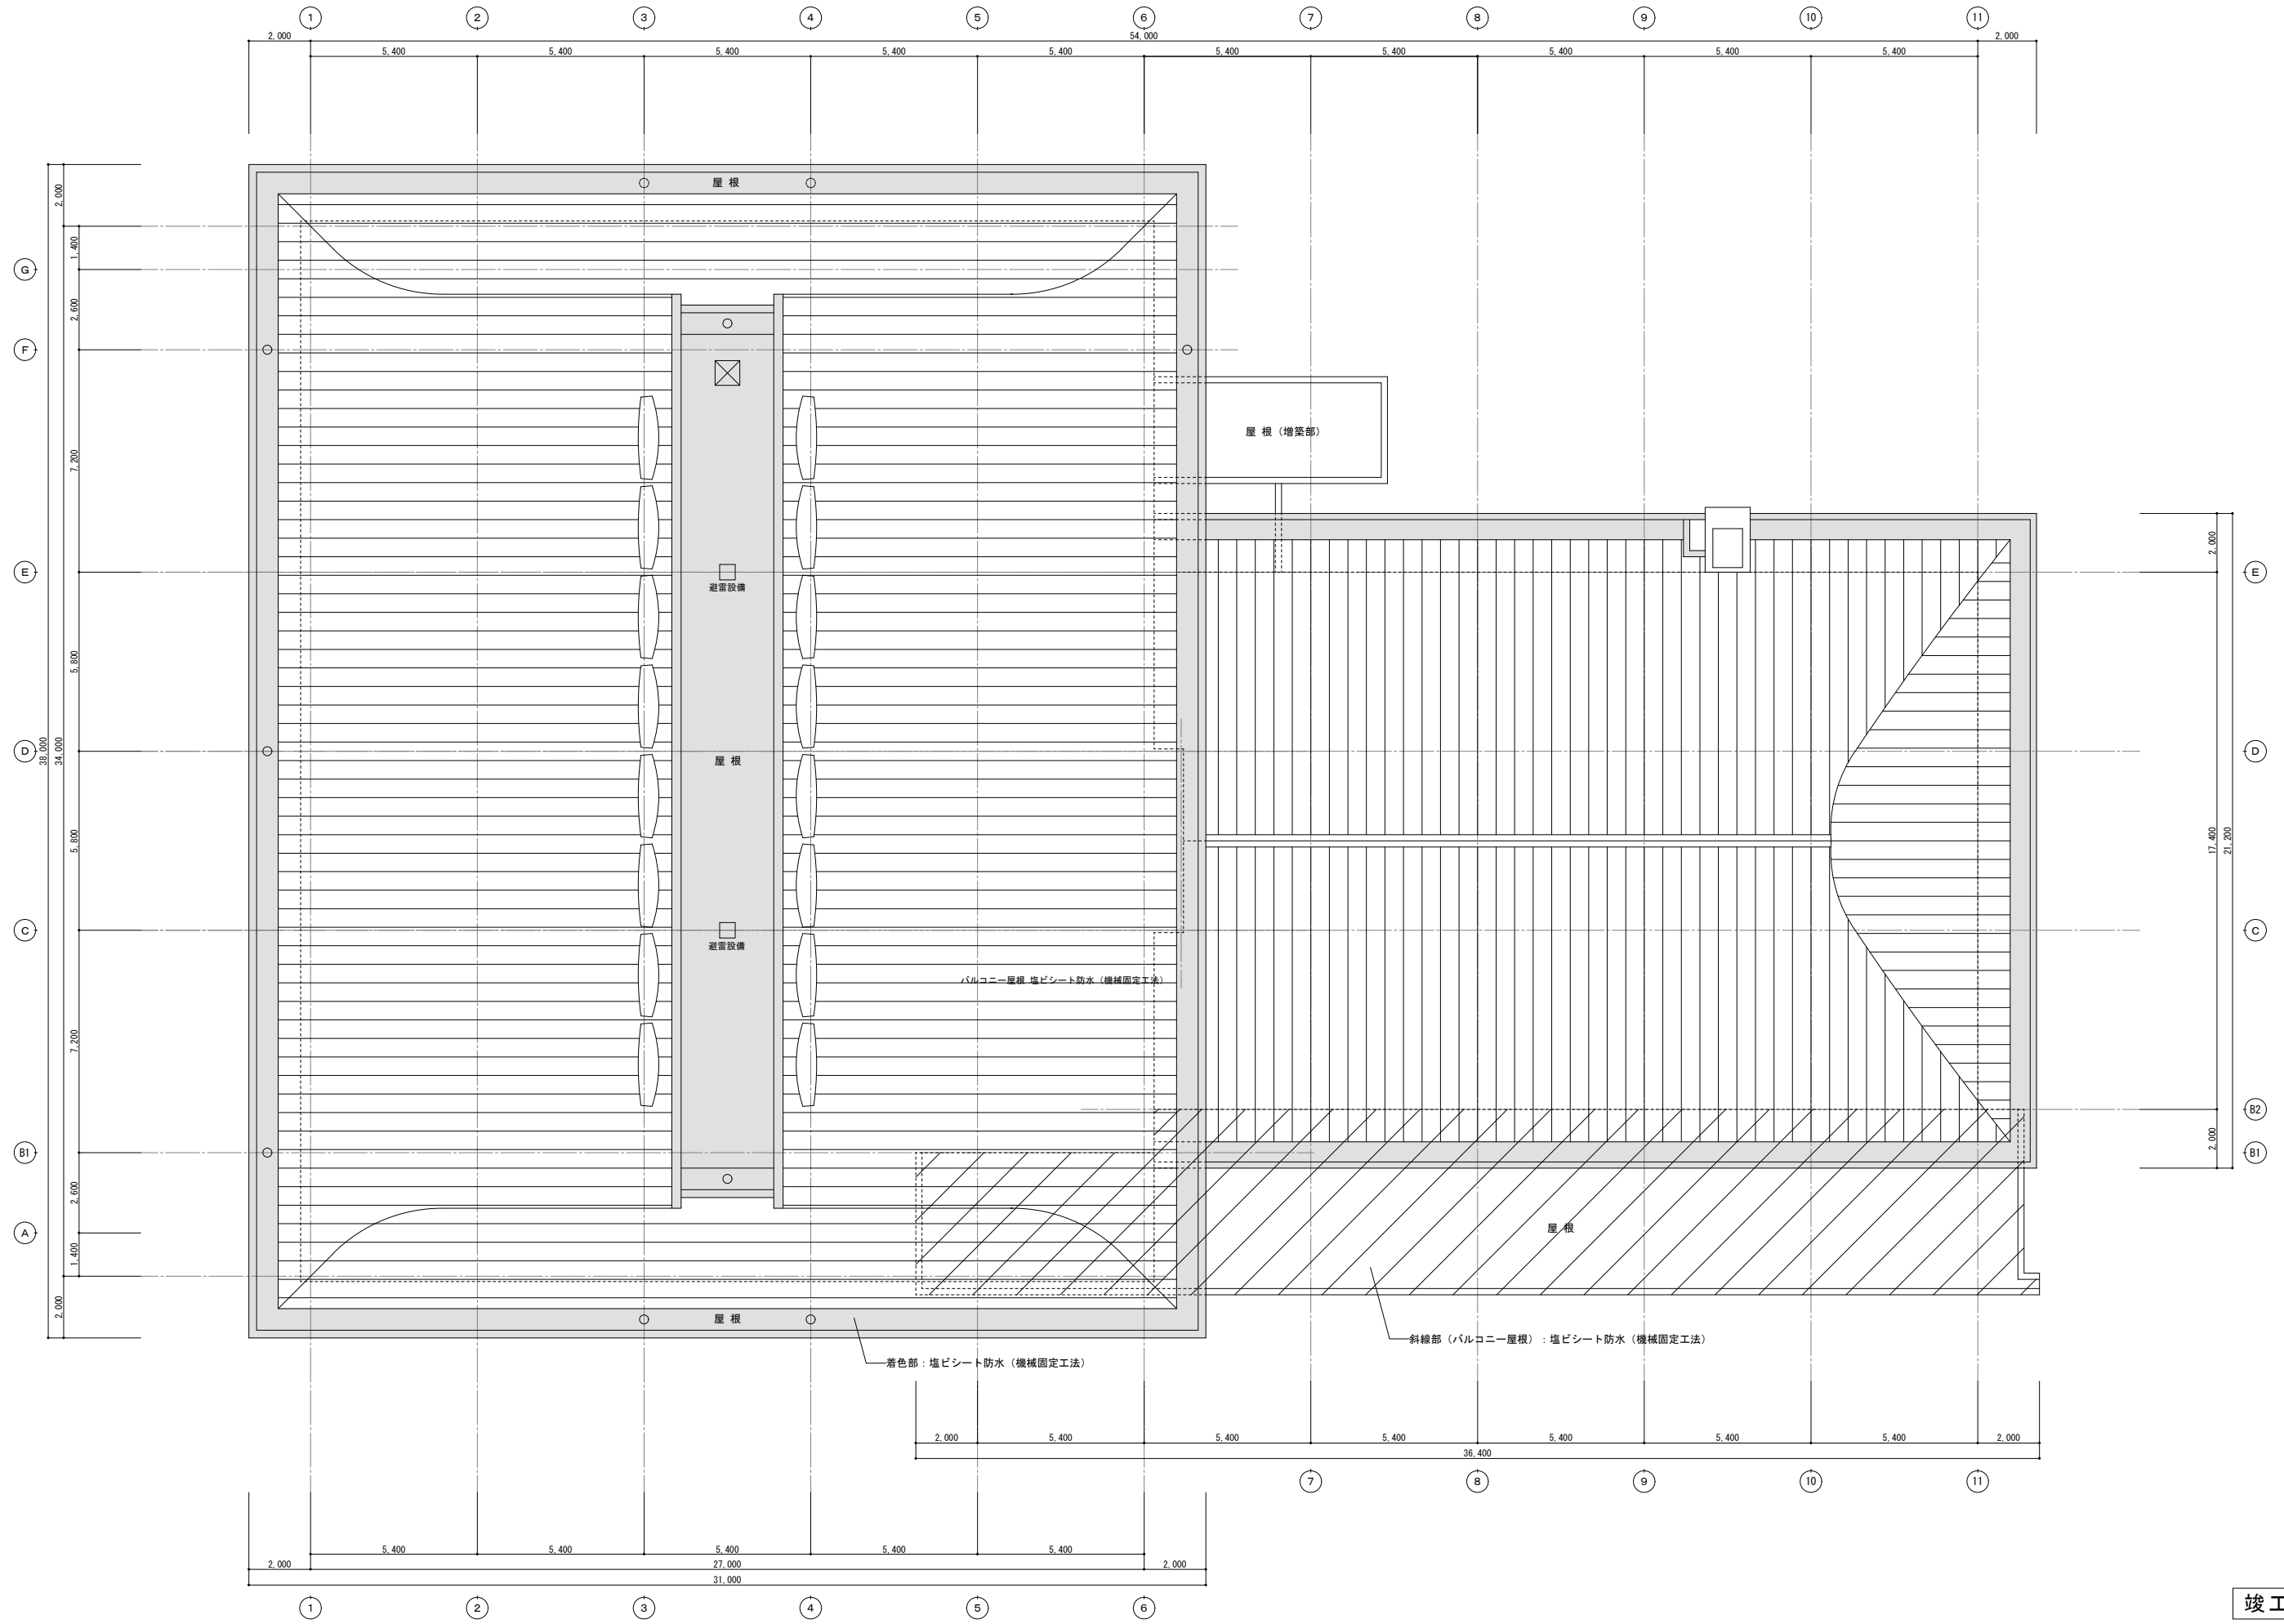 1 2 3 4 5 6 7 8 9 10 11
2,000 54,000 2,000
5,400 5,400 5,400 5,400 5,400 5,400 5,400 5,400 5,400 5,400
屋 根
2,000
1,400
G
2,600
F
7,200
屋 根（増築部）
2,000
E
避雷設備
E
5,800
D
38,000
34,000
屋 根
D
5,800
17,400
21,200
C
避雷設備
C
バルコニー屋根 塩ビシート防水（機械固定工法）
7,200
B2
2,000
B1
B1
2,600
A
屋 根
1,400
2,000
屋 根
斜線部（バルコニー屋根）：塩ビシート防水（機械固定工法）
着色部：塩ビシート防水（機械固定工法）
2,000 5,400 5,400 5,400 5,400 5,400 5,400 2,000
36,400
7 8 9 10 11
5,400 5,400 5,400 5,400 5,400
2,000 27,000 2,000
31,000
1 2 3 4 5 6
竣工